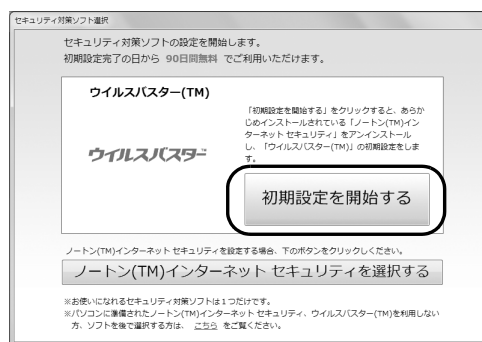 セキュリティ対策ソフト選択
セキュリティ対策ソフトの設定を開始します。
初期設定完了の日から 90日間無料 でご利用いただけます。
ウイルスバスター(TM)
「初期設定を開始する」をクリックすると、あらか
じめインストールされている「ノートン(TM)イン
ターネット セキュリティ」をアンインストール
し、「ウイルスバスター(TM)」の初期設定をしま
す。
ウイルスバスター
初期設定を開始する
ノートン(TM)インターネット セキュリティを設定する場合、下のボタンをクリックしください。
ノートン(TM)インターネット セキュリティを選択する
※お使いになれるセキュリティ対策ソフトは１つだけです。
※パソコンに準備されたノートン(TM)インターネット セキュリティ、ウイルスバスター(TM)を利用しない
方、ソフトを後で選択する方は、 こちら をご覧ください。